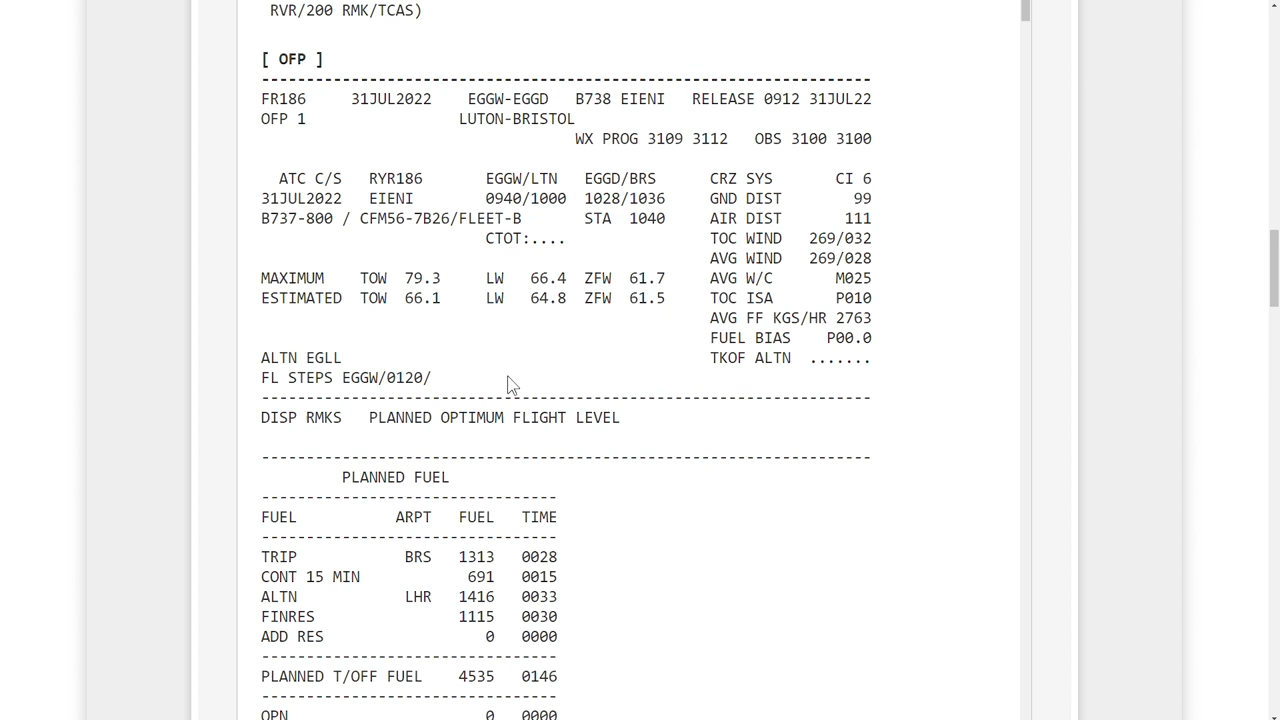 RVR/200 RMK/TCAS)
[ OFP ]
--------------------------------------------------------------------
FR186     31JUL2022    EGGW-EGGD   B738 EIENI   RELEASE 0912 31JUL22
OFP 1                 LUTON-BRISTOL
WX PROG 3109 3112   OBS 3100 3100
ATC C/S   RYR186       EGGW/LTN   EGGD/BRS      CRZ SYS       CI 6
31JUL2022    EIENI        0940/1000  1028/1036     GND DIST        99
B737-800 / CFM56-7B26/FLEET-B       STA  1040     AIR DIST       111
CTOT:....                TOC WIND   269/032
AVG WIND   269/028
MAXIMUM    TOW  79.3     LW   66.4  ZFW  61.7     AVG W/C       M025
ESTIMATED  TOW  66.1     LW   64.8  ZFW  61.5     TOC ISA       P010
AVG FF KGS/HR 2763
FUEL BIAS    P00.0
ALTN EGLL                                         TKOF ALTN  .......
FL STEPS EGGW/0120/
--------------------------------------------------------------------
DISP RMKS   PLANNED OPTIMUM FLIGHT LEVEL
--------------------------------------------------------------------
PLANNED FUEL
---------------------------------
FUEL           ARPT   FUEL   TIME
---------------------------------
TRIP            BRS   1313   0028
CONT 15 MIN            691   0015
ALTN            LHR   1416   0033
FINRES                1115   0030
ADD RES                  0   0000
---------------------------------
PLANNED T/OFF FUEL    4535   0146
---------------------------------
OPN                      0   0000